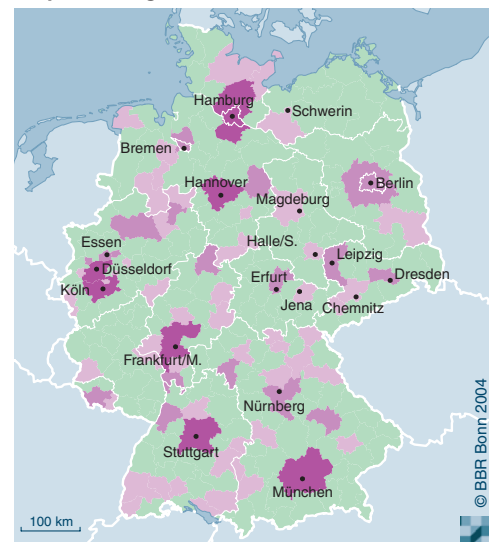 Hamburg
Schwerin
Bremen
Hannover
Berlin
Magdeburg
Essen
Halle/S.
Leipzig
Düsseldorf
Erfurt
Dresden
Köln
Jena
Chemnitz
Frankfurt/M.
Nürnberg
Stuttgart
München
100 km
© BBR Bonn 2004